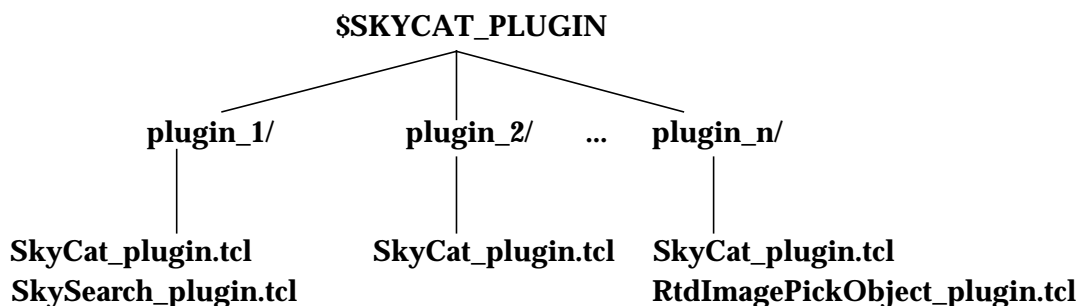 $SKYCAT_PLUGIN
plugin_1/ plugin_2/ ... plugin_n/
SkyCat_plugin.tcl SkyCat_plugin.tcl SkyCat_plugin.tcl
SkySearch_plugin.tcl RtdImagePickObject_plugin.tcl